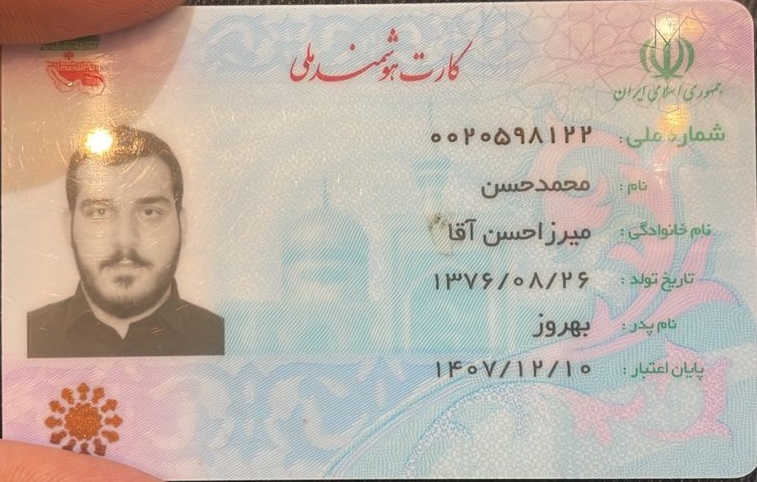 کارت هوشمند ملی
جمهوری اسلامی ایران
شماره ملی: ۰۰۲۰۵۹۸۱۲۲
نام: محمدحسن
نام خانوادگی: میرزاحسن آقا
تاریخ تولد: ۱۳۷۶/۰۸/۲۶
نام پدر: بهروز
پایان اعتبار: ۱۴۰۷/۱۲/۱۰